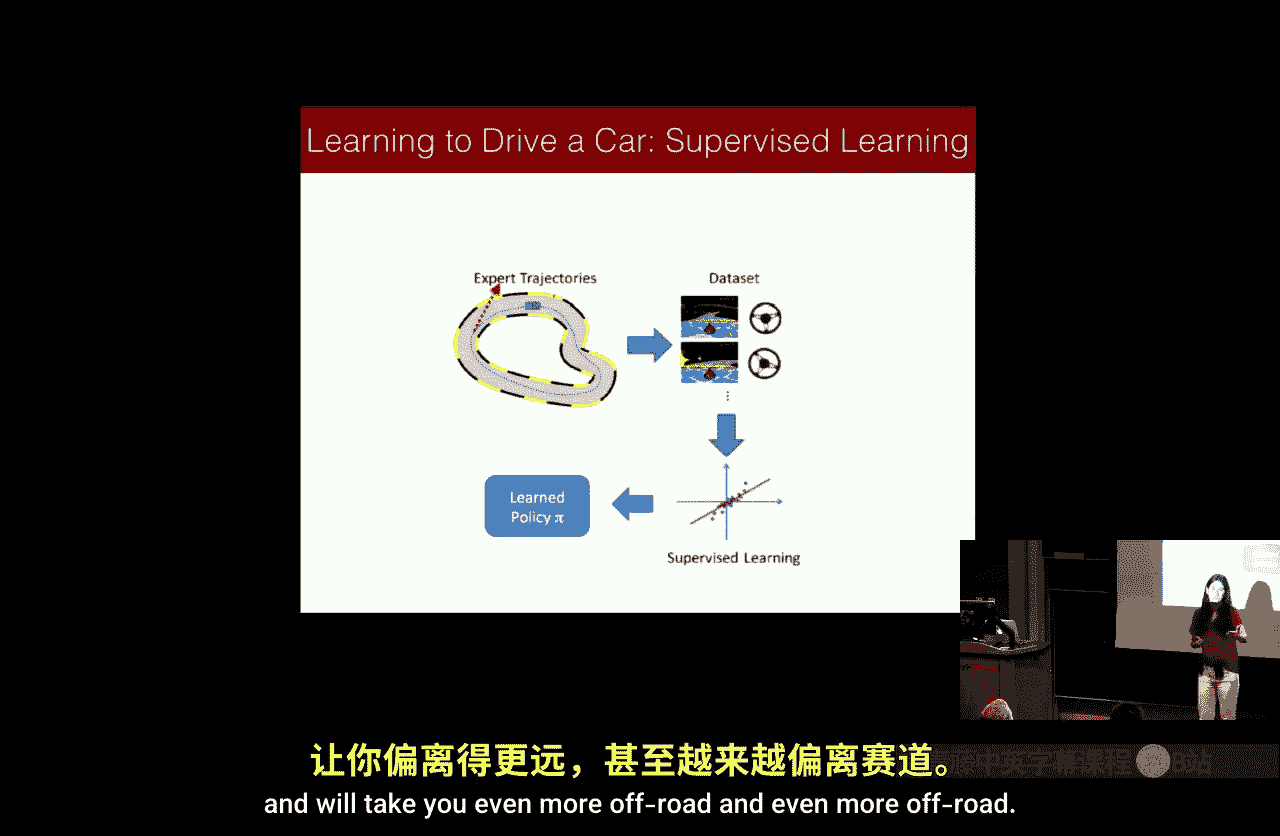 Learning to Drive a Car: Supervised Learning
Expert Trajectories
Dataset
Learned
Policy π
Supervised Learning
让你偏离得更远，甚至越来越偏离赛道。
and will take you even more off-road and even more off-road.